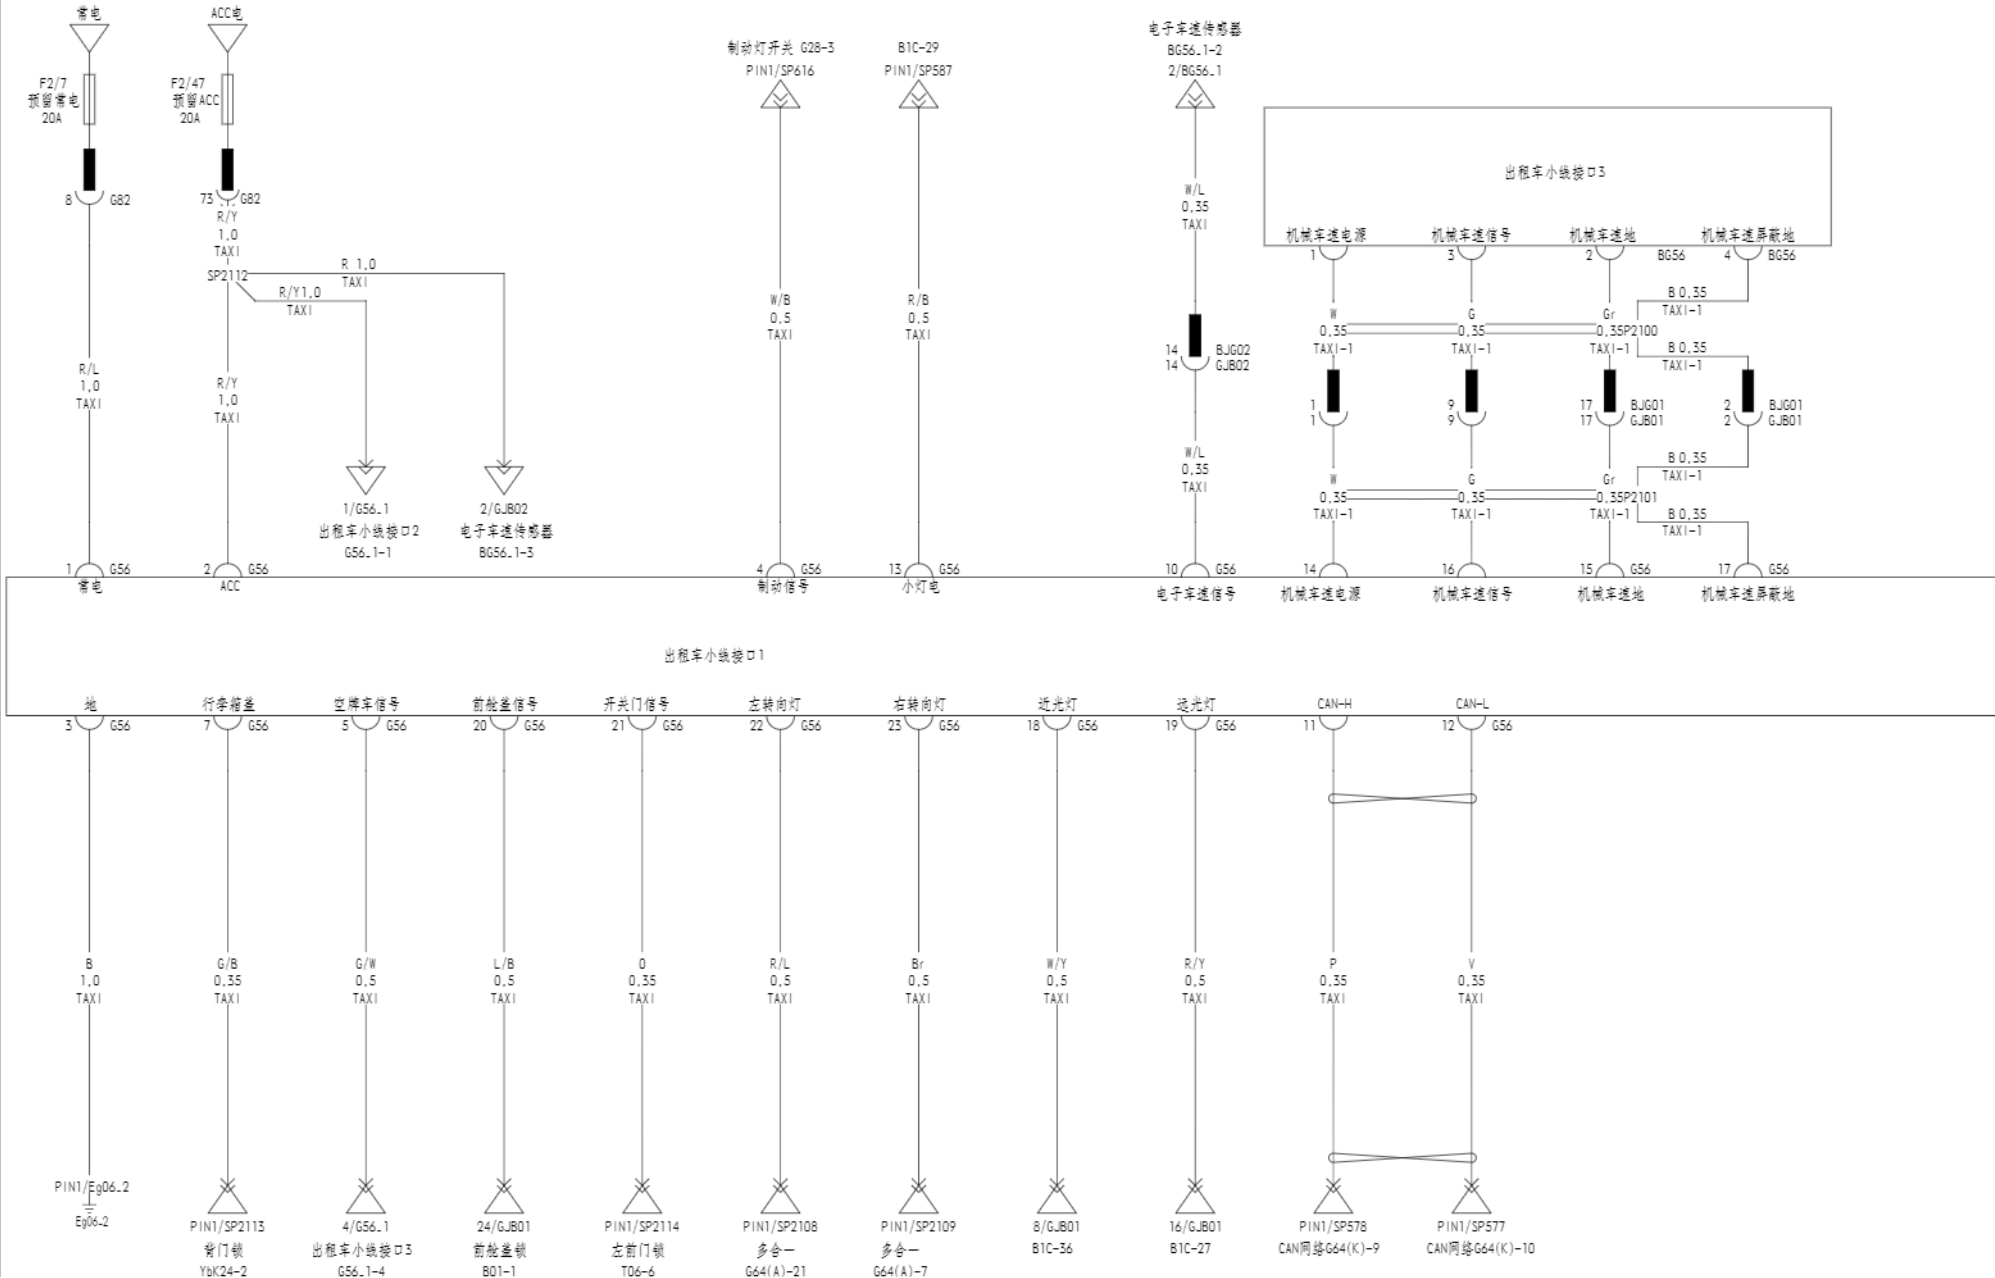 常电
ACC电
F2/7
预留常电
20A
F2/47
预留ACC
20A
8 G82
73 G82
R/Y
1,0
TAXI
SP2112
R 1,0
TAXI
R/Y1,0
TAXI
R/L
1,0
TAXI
R/Y
1,0
TAXI
1/G56_1
出租车小线接口2
G56_1-1
2/GJB02
电子车速传感器
BG56_1-3
制动灯开关 G28-3
PIN1/SP616
B1C-29
PIN1/SP587
W/B
0,5
TAXI
R/B
0,5
TAXI
电子车速传感器
BG56_1-2
2/BG56_1
W/L
0,35
TAXI
14 BJG02
14 GJB02
W/L
0,35
TAXI
出租车小线接口3
机械车速电源 机械车速信号 机械车速地 机械车速屏蔽地
1 3 2 BG56 4 BG56
B 0,35
TAXI-1
W G Gr
0,35 0,35 0,35P2100
TAXI-1 TAXI-1 TAXI-1
B 0,35
TAXI-1
1 9 17 BJG01 2 BJG01
1 9 17 GJB01 2 GJB01
B 0,35
TAXI-1
W G Gr
0,35 0,35 0,35P2101
TAXI-1 TAXI-1 TAXI-1
B 0,35
TAXI-1
1 G56 2 G56 4 G56 13 G56 10 G56 14 16 15 G56 17 G56
常电 ACC 制动信号 小灯电 电子车速信号 机械车速电源 机械车速信号 机械车速地 机械车速屏蔽地
出租车小线接口1
地 行李箱盖 空牌车信号 前舱盖信号 开关门信号 左转向灯 右转向灯 近光灯 远光灯 CAN-H CAN-L
3 G56 7 G56 5 G56 20 G56 21 G56 22 G56 23 G56 18 G56 19 G56 11 12 G56
B G/B G/W L/B O R/L Br W/Y R/Y P V
1,0 0,35 0,5 0,5 0,35 0,5 0,5 0,5 0,5 0,35 0,35
TAXI TAXI TAXI TAXI TAXI TAXI TAXI TAXI TAXI TAXI TAXI
PIN1/Eg06_2
Eg06_2
PIN1/SP2113 4/G56_1 24/GJB01 PIN1/SP2114 PIN1/SP2108 PIN1/SP2109 8/GJB01 16/GJB01 PIN1/SP578 PIN1/SP577
背门锁 出租车小线接口3 前舱盖锁 左前门锁 多合一 多合一 B1C-36 B1C-27 CAN网络G64(K)-9 CAN网络G64(K)-10
YbK24-2 G56_1-4 B01-1 T06-6 G64(A)-21 G64(A)-7